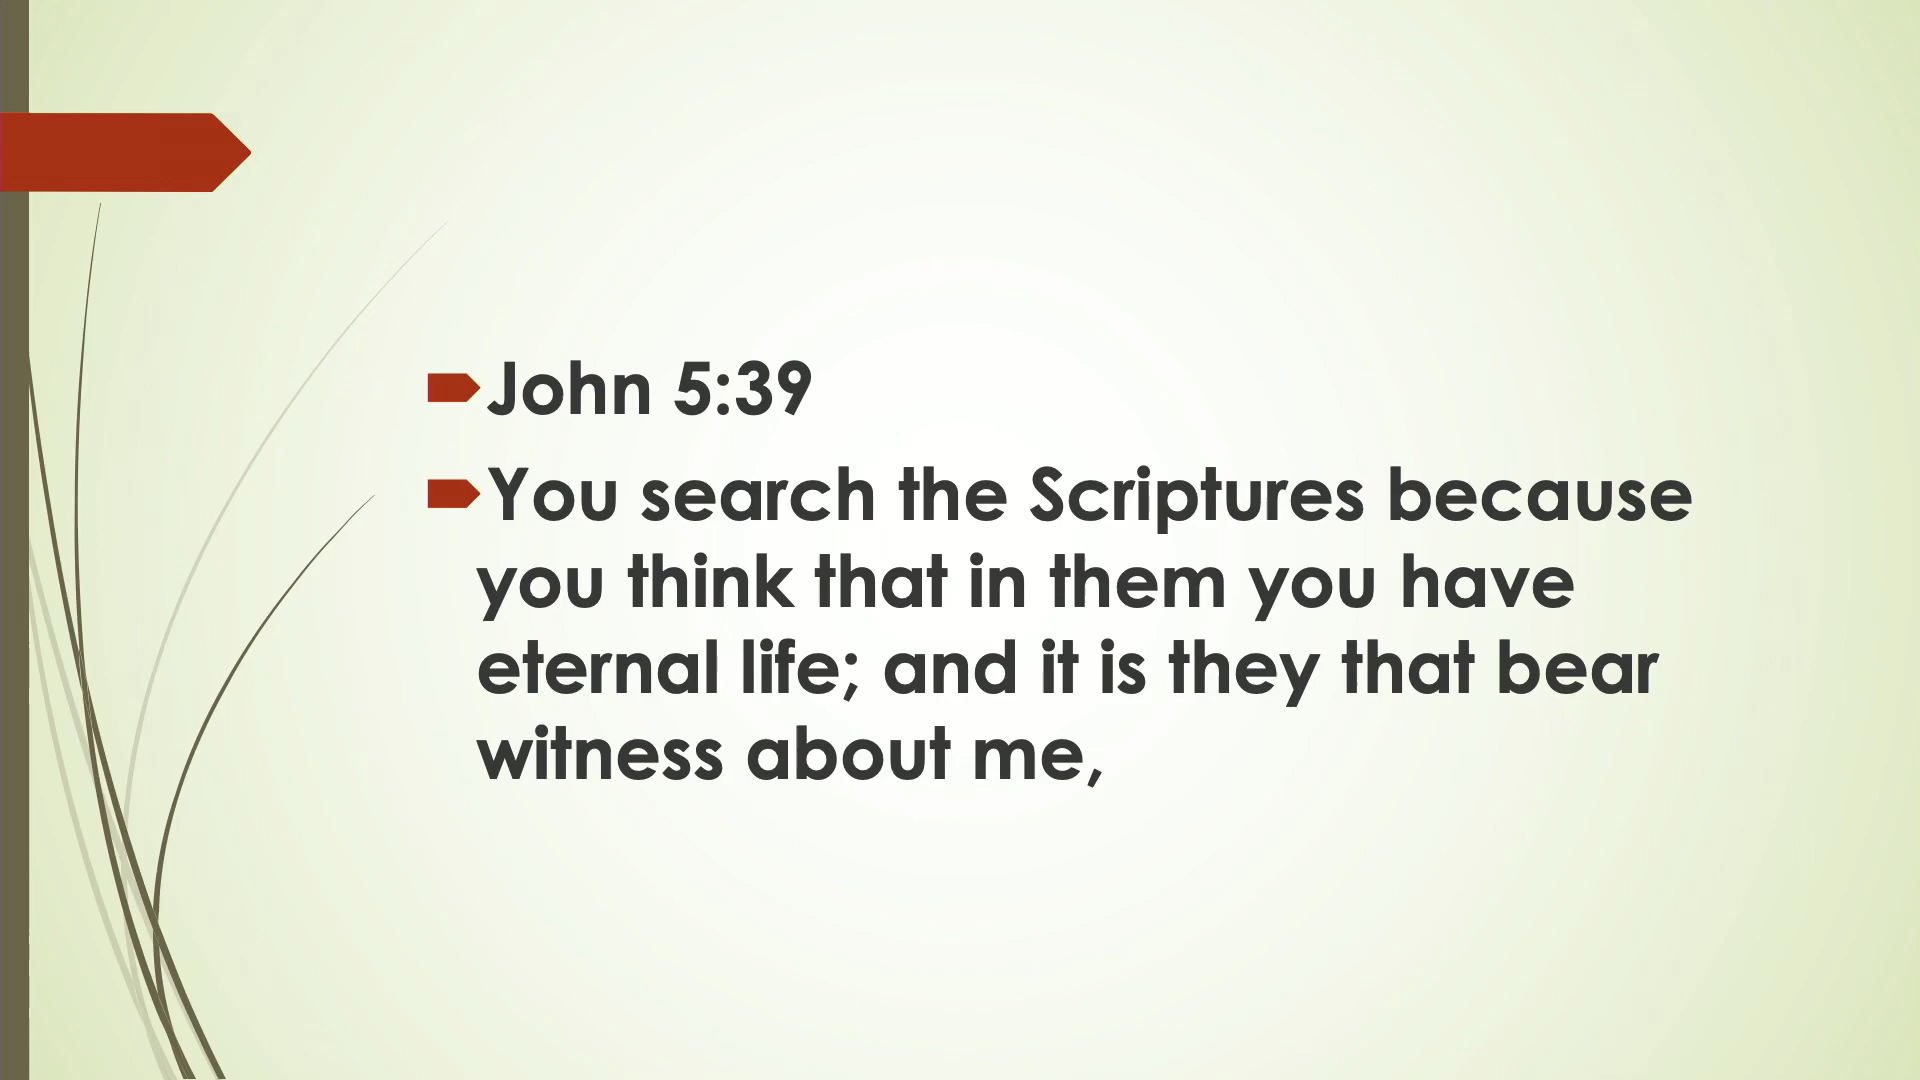 John 5:39
You search the Scriptures because
you think that in them you have
eternal life; and it is they that bear
witness about me,